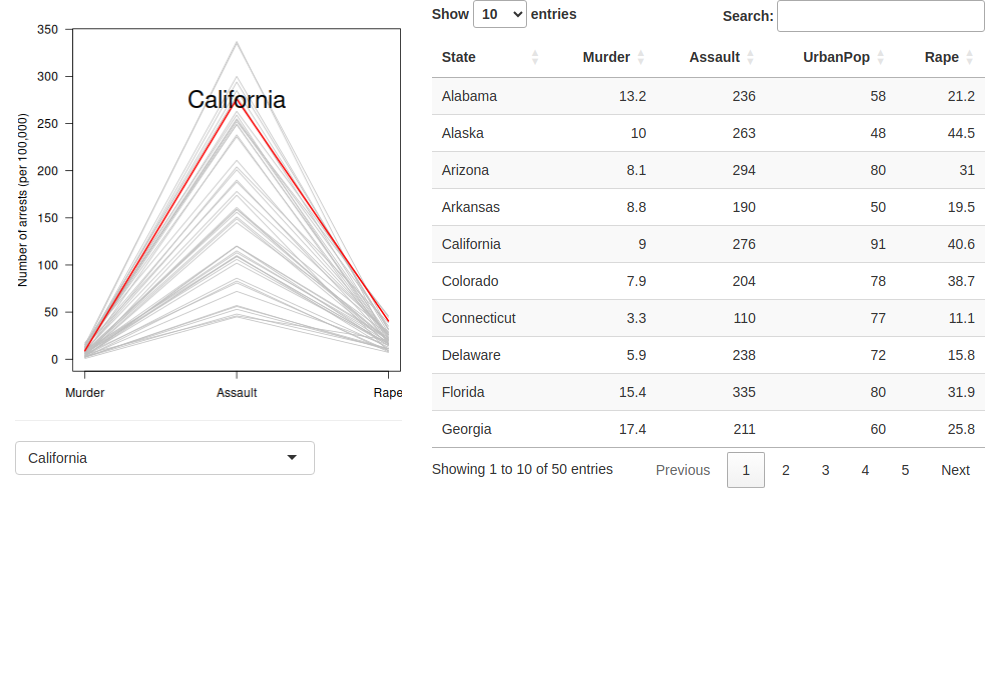 350
300
250
200
150
100
50
0
Number of arrests (per 100,000)
California
Murder Assault Rape
California
Show 10 entries
Search:
State Murder Assault UrbanPop Rape
Alabama 13.2 236 58 21.2
Alaska 10 263 48 44.5
Arizona 8.1 294 80 31
Arkansas 8.8 190 50 19.5
California 9 276 91 40.6
Colorado 7.9 204 78 38.7
Connecticut 3.3 110 77 11.1
Delaware 5.9 238 72 15.8
Florida 15.4 335 80 31.9
Georgia 17.4 211 60 25.8
Showing 1 to 10 of 50 entries
Previous 1 2 3 4 5 Next